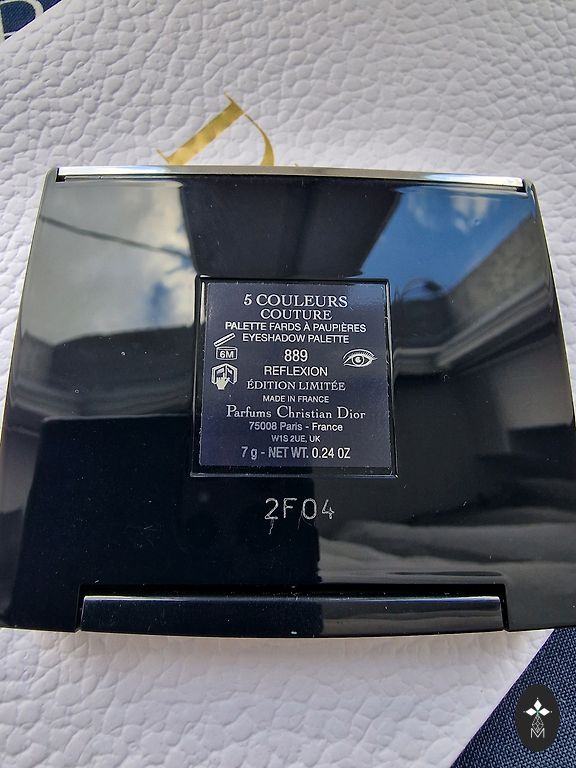 D
5 COULEURS
COUTURE
PALETTE FARDS À PAUPIÈRES
EYESHADOW PALETTE
6M
889
REFLEXION
ÉDITION LIMITÉE
MADE IN FRANCE
Parfums Christian Dior
75008 Paris - France
W1S 2UE, UK
7 g - NET WT. 0.24 OZ
2F04
M